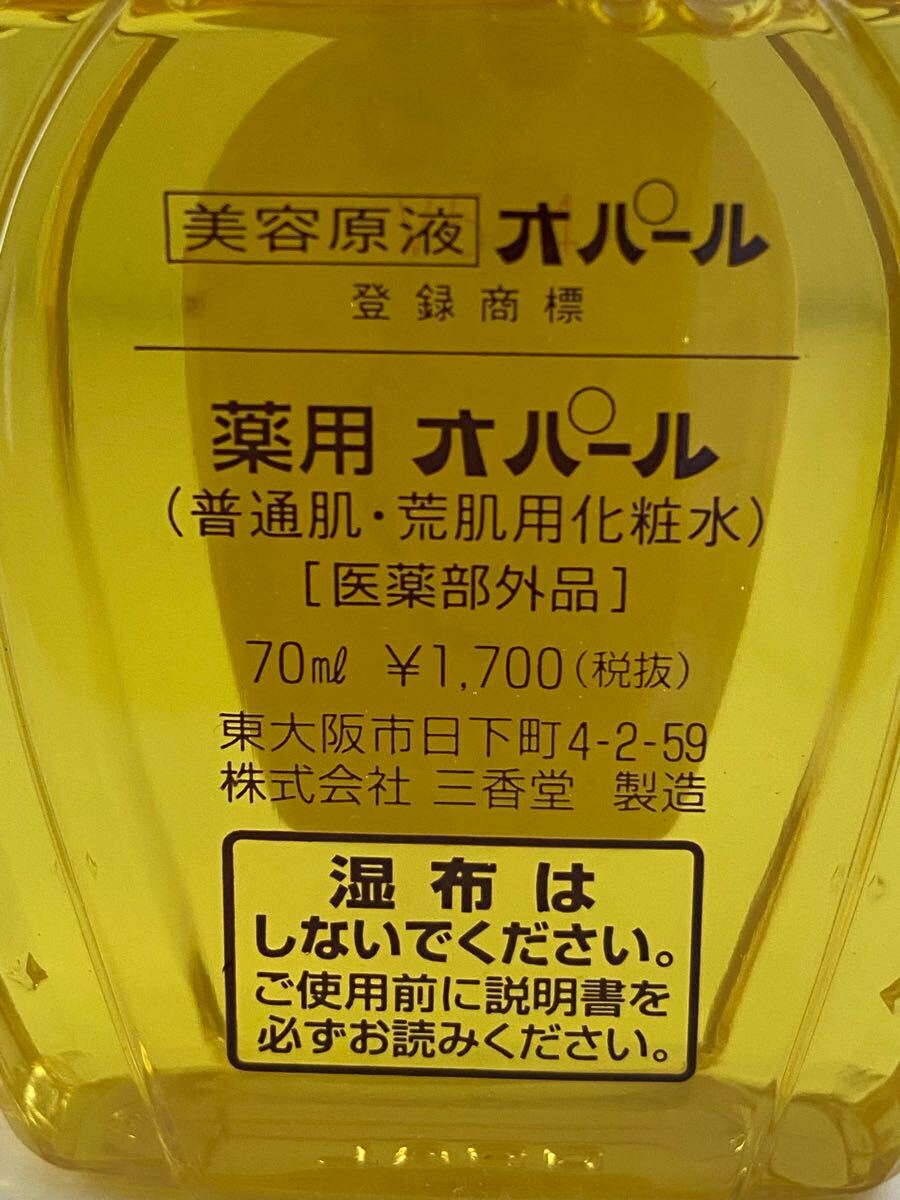 美容原液 オパール
登録商標
薬用 オパール
(普通肌・荒肌用化粧水)
[医薬部外品]
70ml ¥1,700(税抜)
東大阪市日下町4-2-59
株式会社 三香堂 製造
湿布は
しないでください。
ご使用前に説明書を
必ずお読みください。